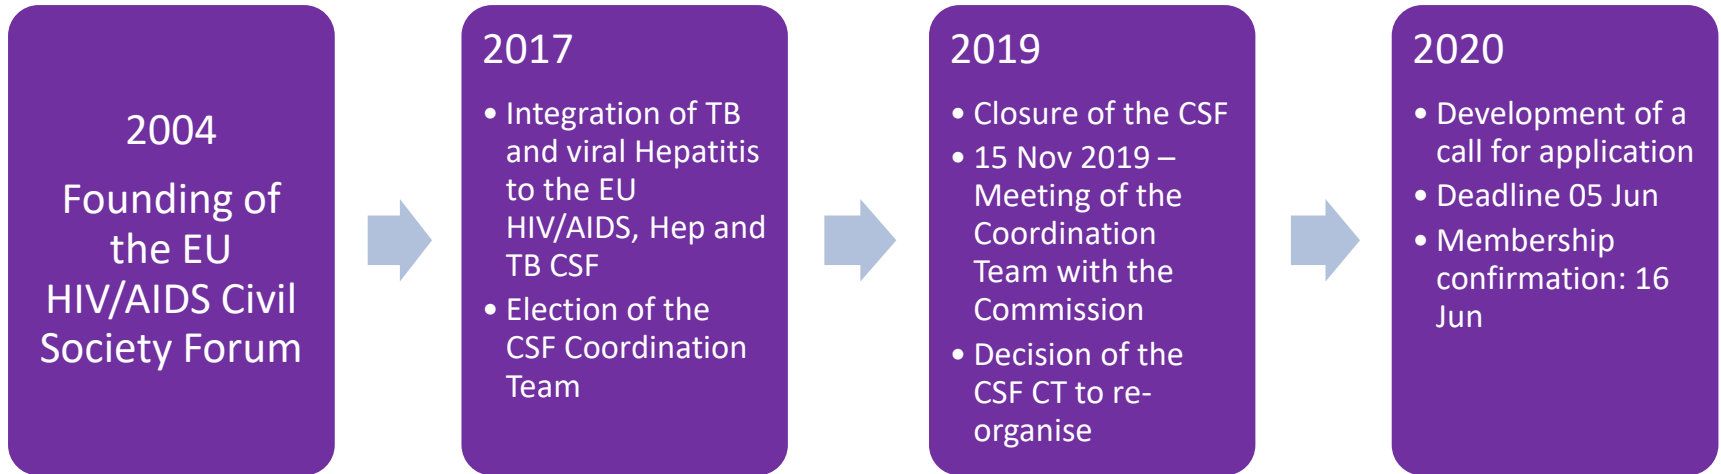 2004
Founding of
the EU
HIV/AIDS Civil
Society Forum
2017
• Integration of TB
and viral Hepatitis
to the EU
HIV/AIDS, Hep and
TB CSF
• Election of the
CSF Coordination
Team
2019
• Closure of the CSF
• 15 Nov 2019 –
Meeting of the
Coordination
Team with the
Commission
• Decision of the
CSF CT to re-
organise
2020
• Development of a
call for application
• Deadline 05 Jun
• Membership
confirmation: 16
Jun